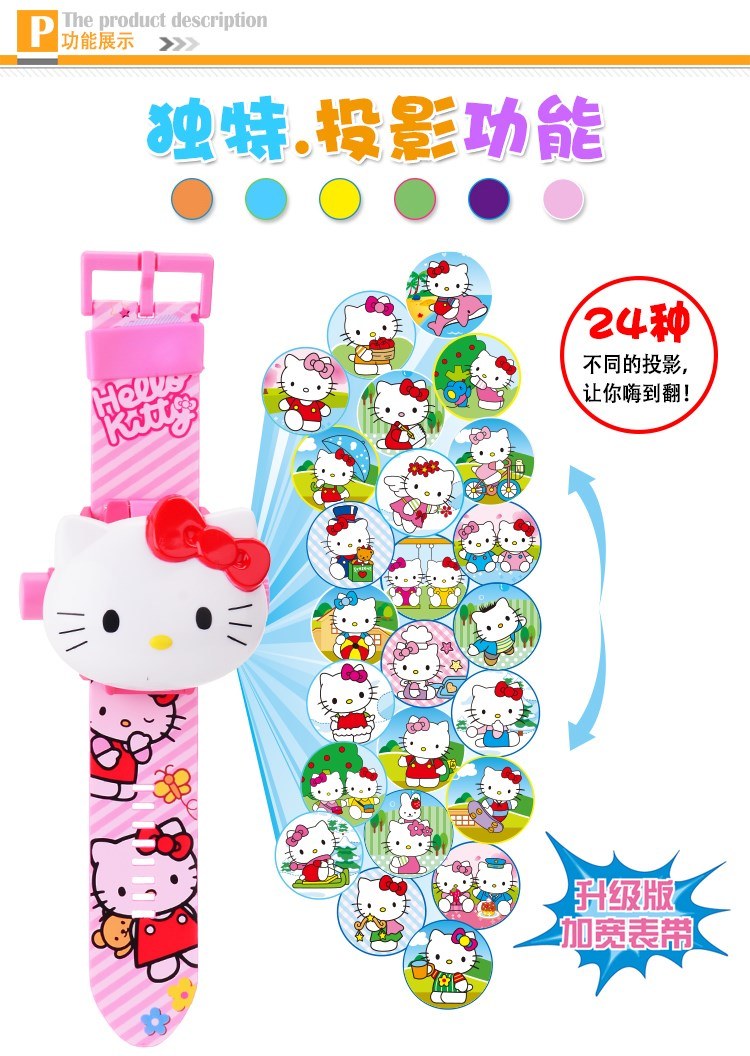 P
The product description
功能展示
独特.投影功能
24种
不同的投影,
让你嗨到翻!
Hello
Kitty
升级版
加宽表带